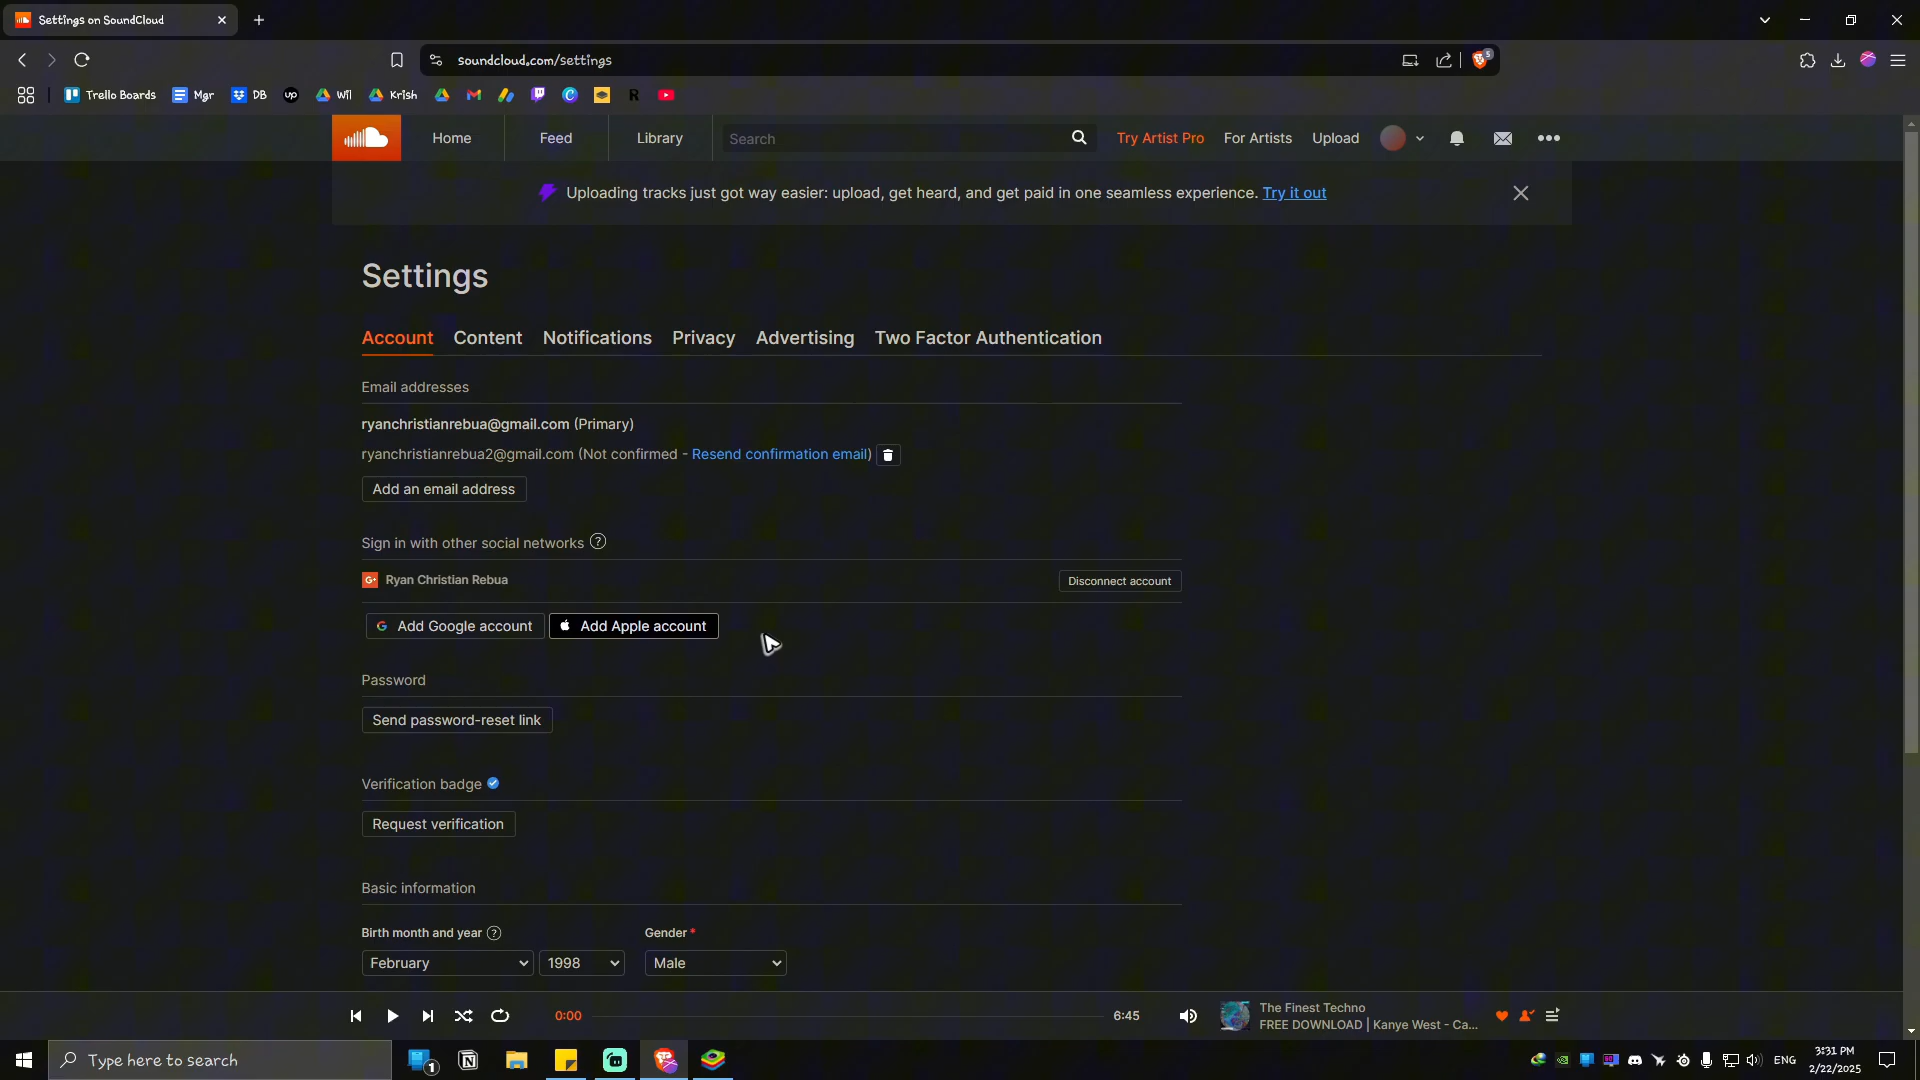 Settings on SoundCloud
soundcloud.com/settings
5
Trello Boards
Mgr
DB
up
Wil
Krish
R
Home
Feed
Library
Search
Try Artist Pro
For Artists
Upload
Uploading tracks just got way easier: upload, get heard, and get paid in one seamless experience. Try it out
Settings
Account
Content
Notifications
Privacy
Advertising
Two Factor Authentication
Email addresses
ryanchristianrebua@gmail.com (Primary)
ryanchristianrebua2@gmail.com (Not confirmed - Resend confirmation email)
Add an email address
Sign in with other social networks ?
G+ Ryan Christian Rebua
Disconnect account
G Add Google account
Add Apple account
Password
Send password-reset link
Verification badge
Request verification
Basic information
Birth month and year ?
Gender *
February
1998
Male
0:00
6:45
The Finest Techno
FREE DOWNLOAD | Kanye West - Ca...
Type here to search
1
ENG
3:31 PM
2/22/2025